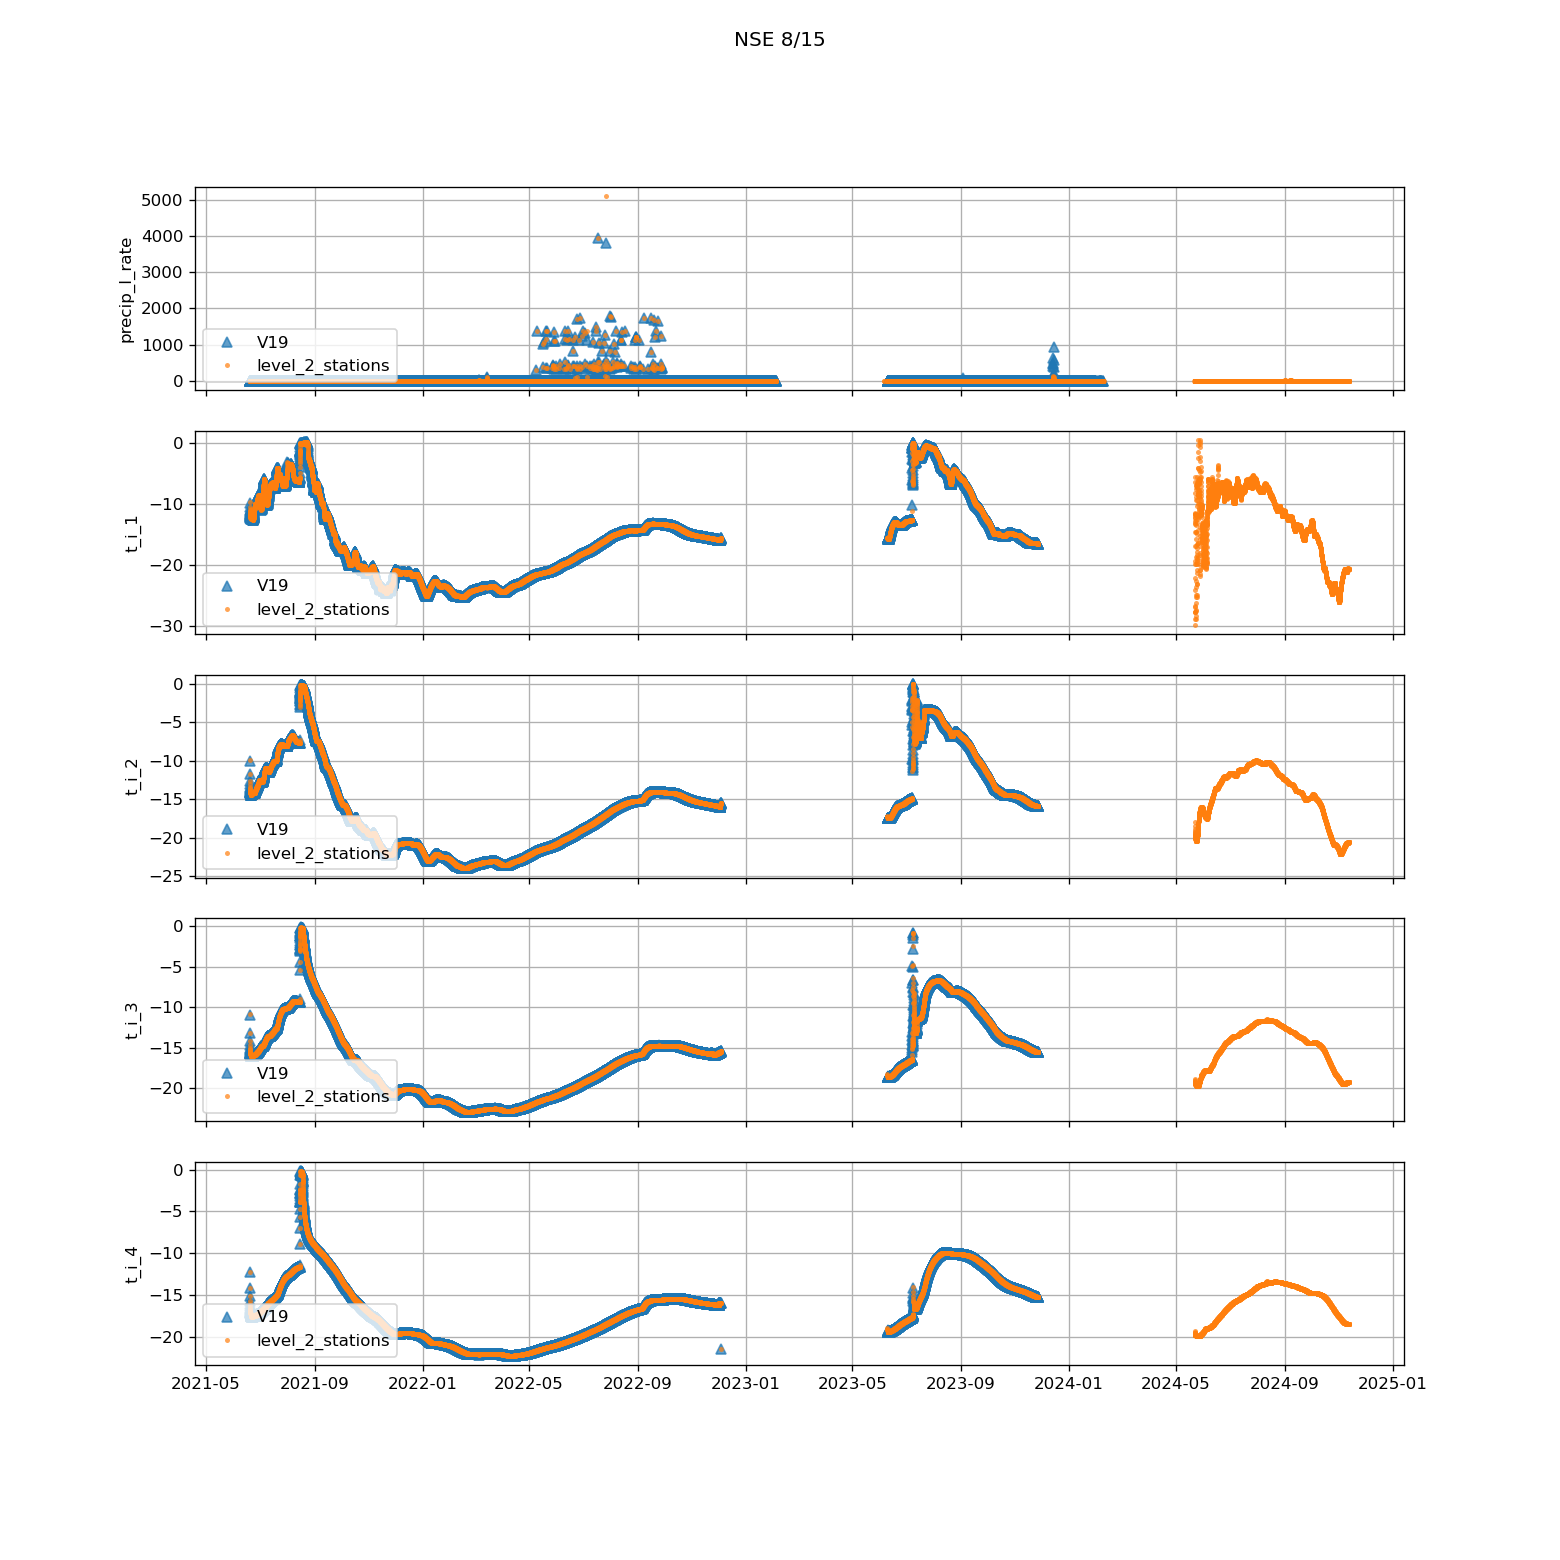 NSE 8/15
precip_l_rate
5000
4000
3000
2000
1000
0
V19
level_2_stations
t_i_1
0
−10
−20
−30
V19
level_2_stations
t_i_2
0
−5
−10
−15
−20
−25
V19
level_2_stations
t_i_3
0
−5
−10
−15
−20
V19
level_2_stations
t_i_4
0
−5
−10
−15
−20
V19
level_2_stations
2021-05 2021-09 2022-01 2022-05 2022-09 2023-01 2023-05 2023-09 2024-01 2024-05 2024-09 2025-01